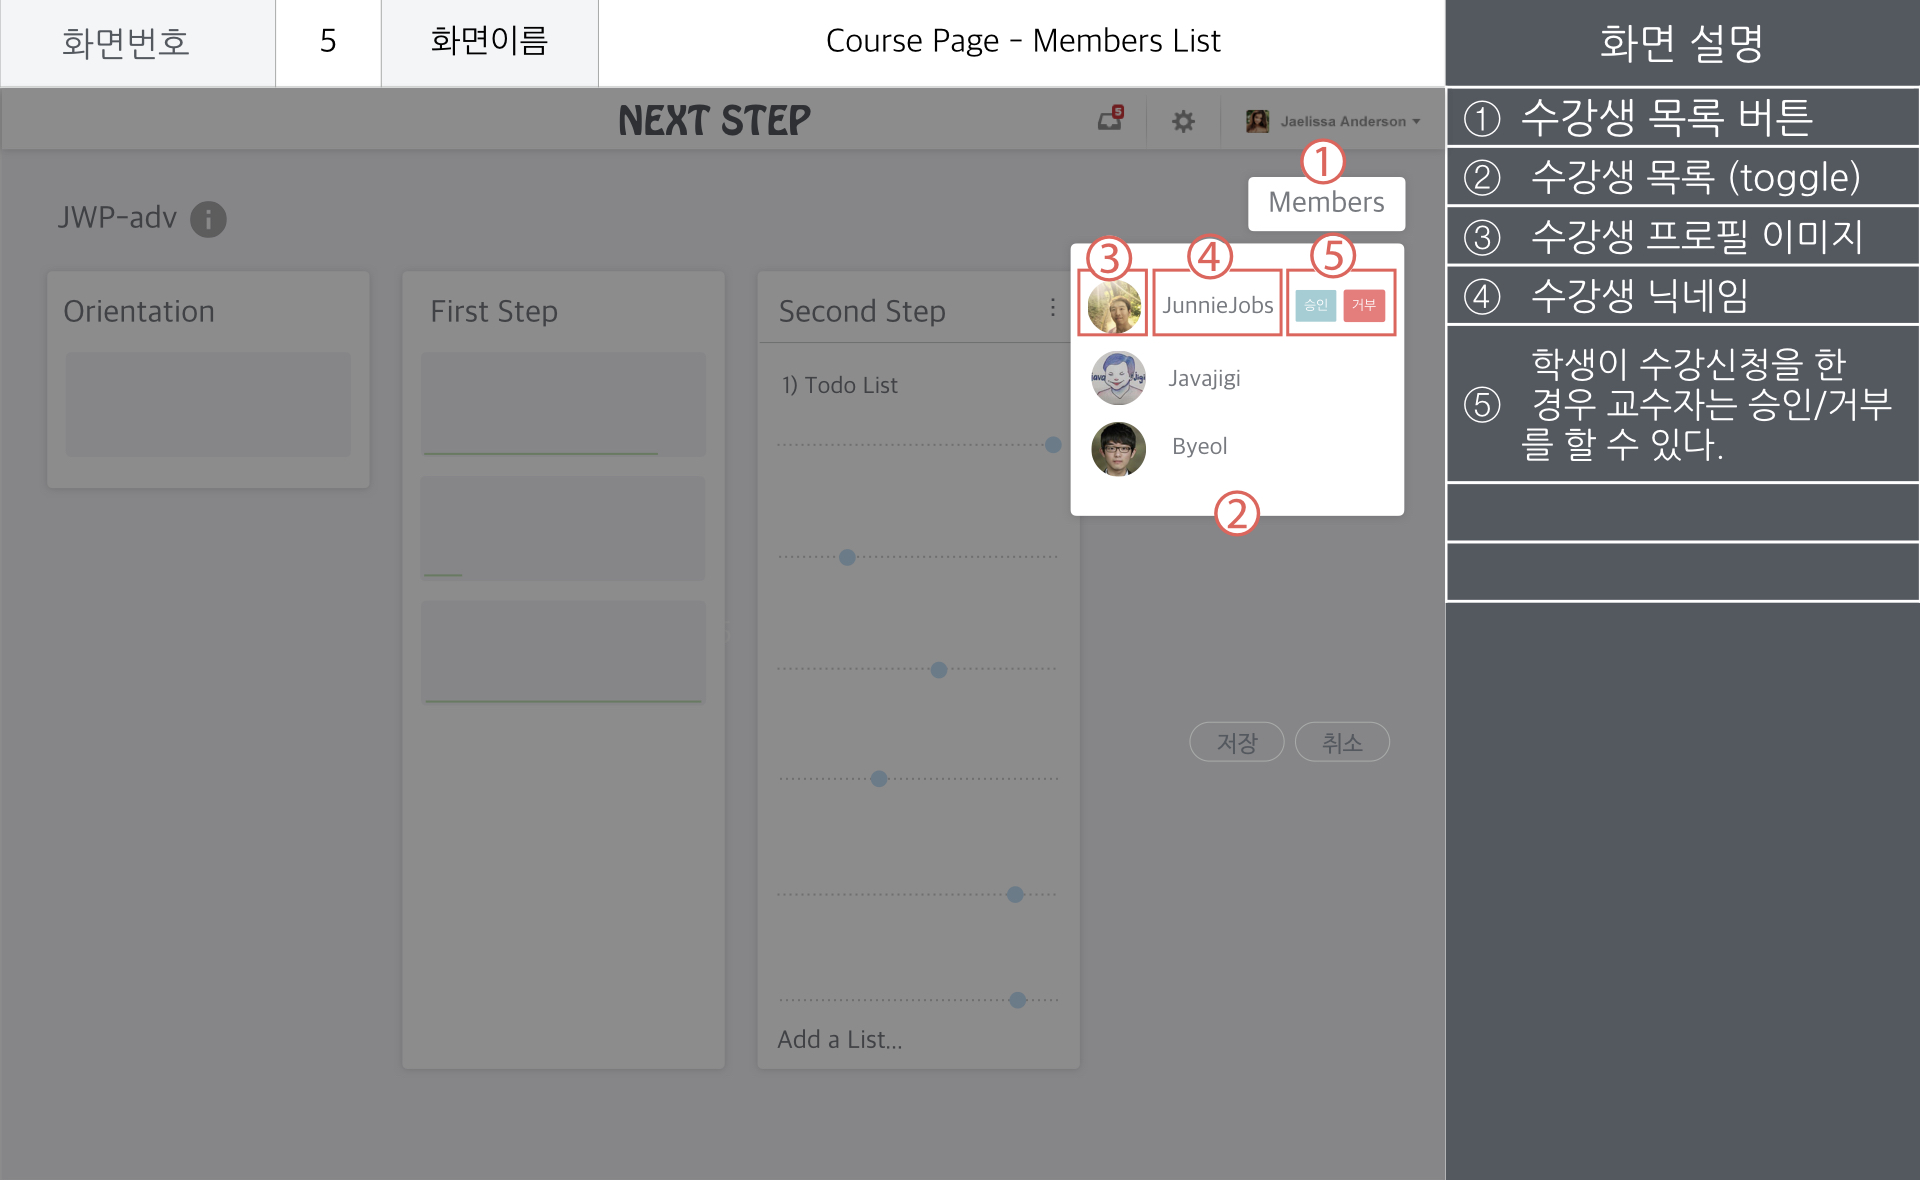 화면번호 5 화면이름 Course Page - Members List 화면 설명
NEXT STEP 5 Jaelissa Anderson
① 수강생 목록 버튼
② 수강생 목록 (toggle)
③ 수강생 프로필 이미지
④ 수강생 닉네임
⑤ 학생이 수강신청을 한
경우 교수자는 승인/거부
를 할 수 있다.
①
Members
JWP-adv i
③ ④ ⑤
JunnieJobs 승인 거부
Javajigi
Byeol
②
Orientation
First Step
Second Step
1) Todo List
Add a List...
저장 취소